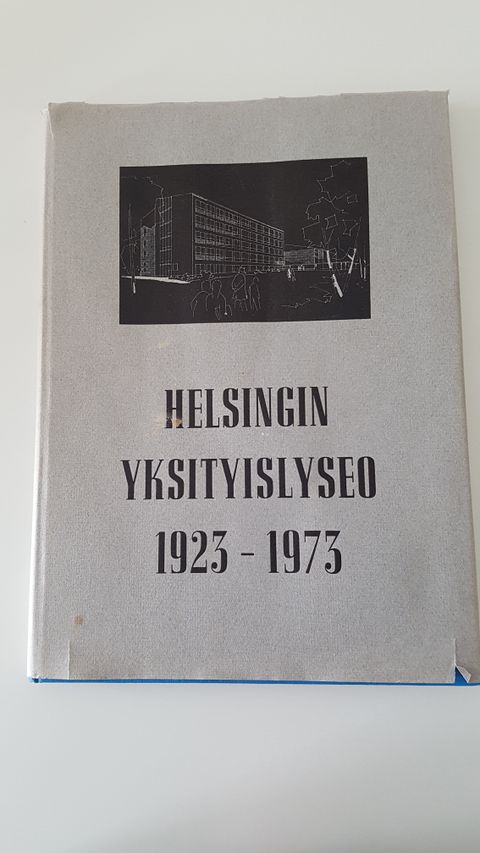 HELSINGIN
YKSITYISLYSEO
1923 - 1973